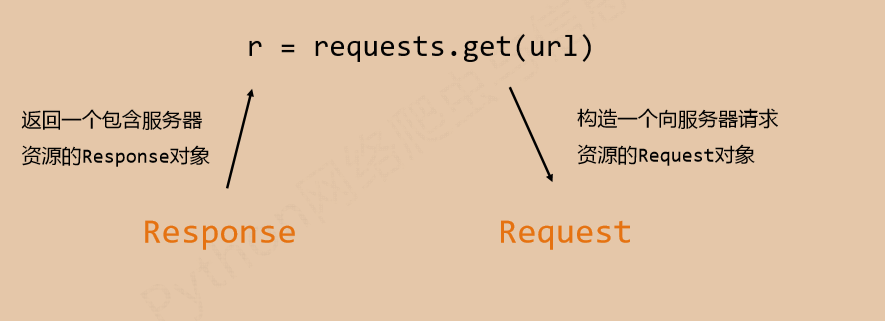 r = requests.get(url)
返回一个包含服务器
资源的Response对象
构造一个向服务器请求
资源的Request对象
Response
Request
Python网络爬虫